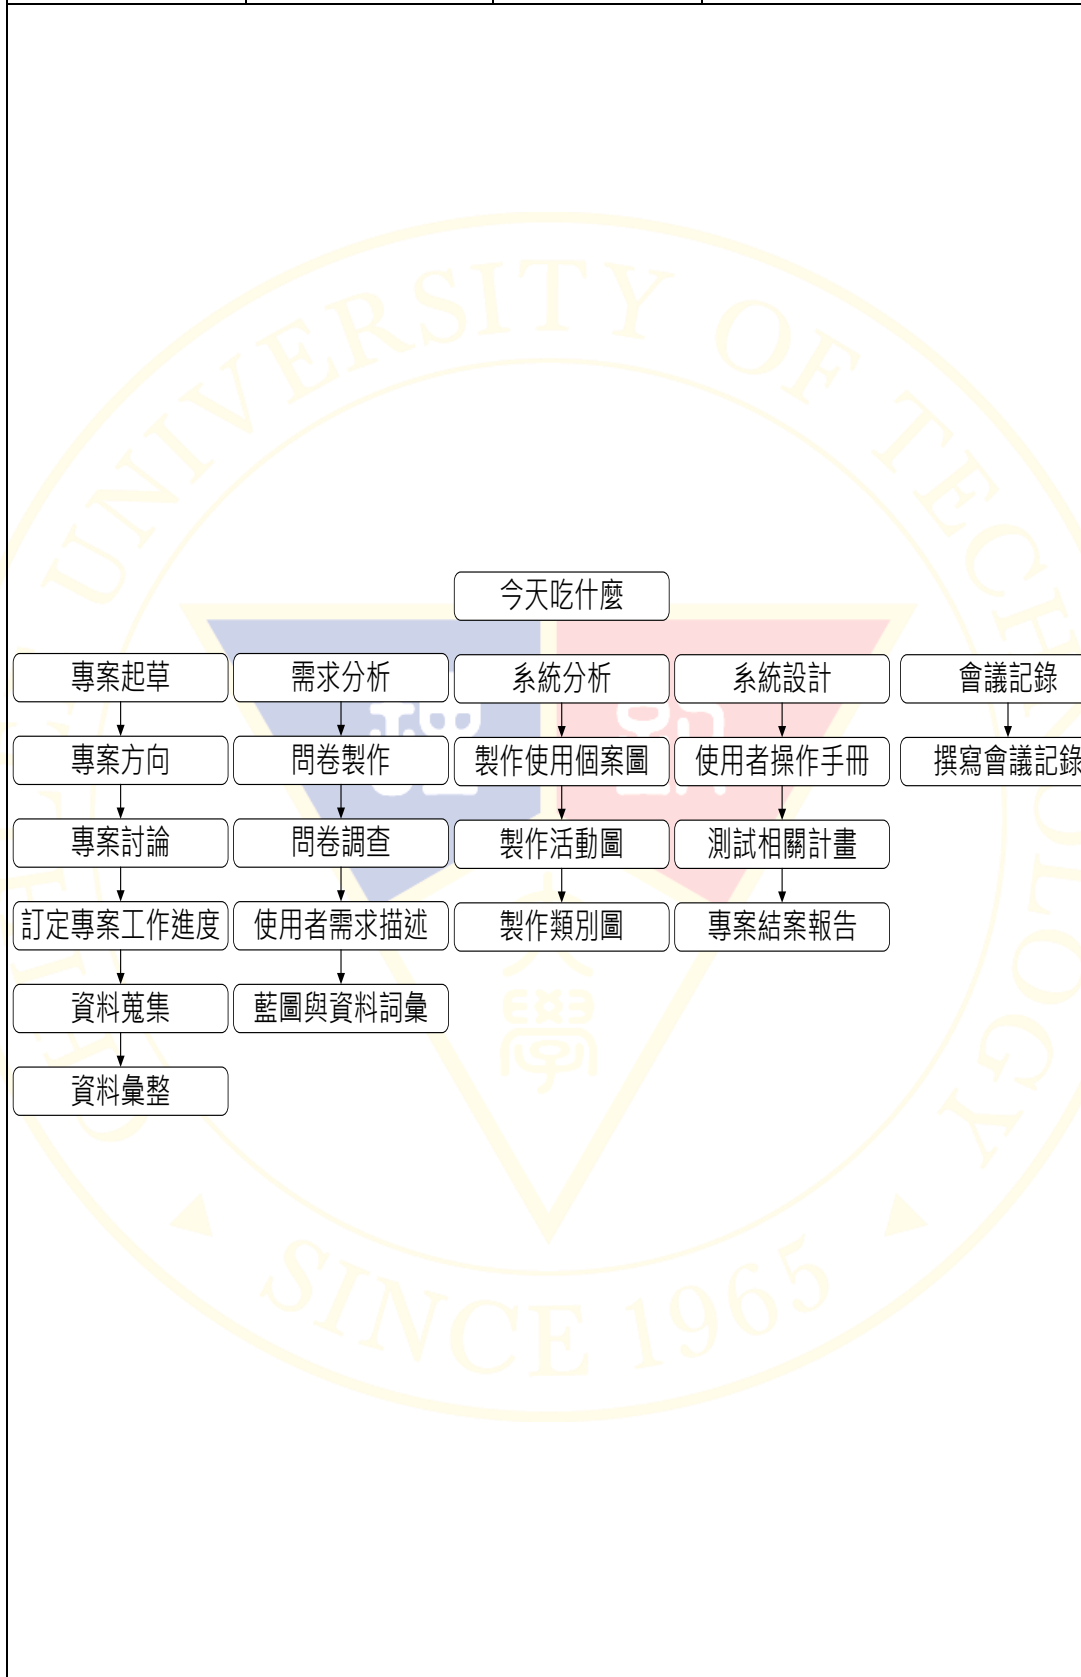 今天吃什麼
專案起草
需求分析
系統分析
系統設計
會議記錄
專案方向
問卷製作
製作使用個案圖
使用者操作手冊
撰寫會議記錄
專案討論
問卷調查
製作活動圖
測試相關計畫
訂定專案工作進度
使用者需求描述
製作類別圖
專案結案報告
資料蒐集
藍圖與資料詞彙
資料彙整
UNIVERSITY OF TECHNOLOGY
SINCE 1965
學